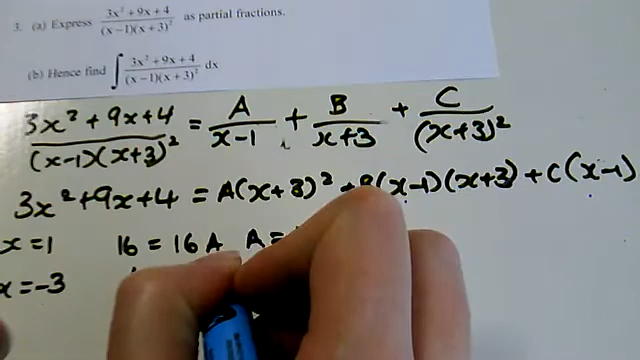 3. (a) Express (3x² + 9x + 4)/((x − 1)(x + 3)²) as partial fractions.
(b) Hence find ∫ (3x² + 9x + 4)/((x − 1)(x + 3)²) dx
(3x² + 9x + 4)/((x-1)(x+3)²) = A/(x-1) + B/(x+3) + C/(x+3)²
3x² + 9x + 4 = A(x+3)² + B(x-1)(x+3) + C(x-1)
x = 1 16 = 16A A =
x = -3